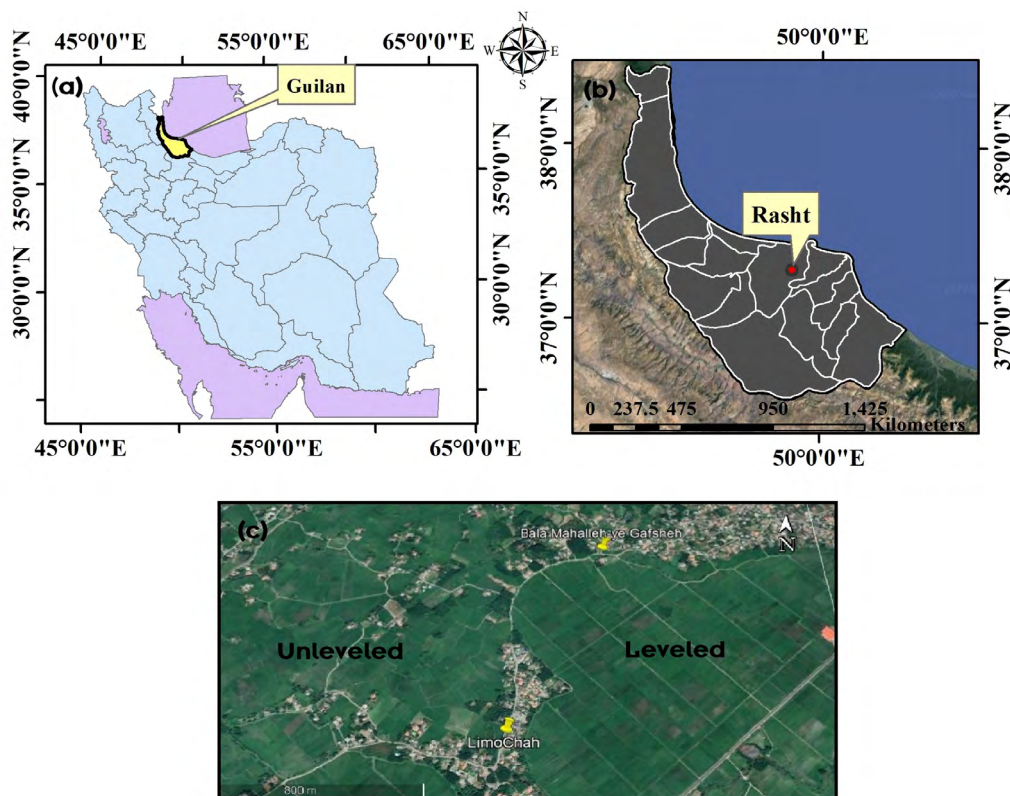 45°0'0"E 55°0'0"E 65°0'0"E
N
W E
S
(a)
Guilan
40°0'0"N
35°0'0"N
30°0'0"N
35°0'0"N
30°0'0"N
45°0'0"E 55°0'0"E 65°0'0"E
50°0'0"E
(b)
38°0'0"N
37°0'0"N
38°0'0"N
37°0'0"N
Rasht
0 237.5 475 950 1,425
Kilometers
50°0'0"E
(c)
Bala Mahalleh-ye Gafsheh
N
Unleveled
Leveled
LimoChah
800 m